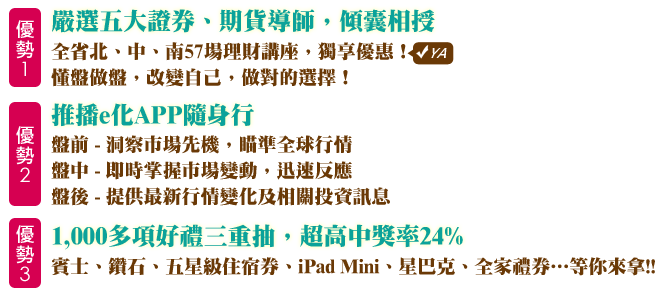 優勢1
嚴選五大證券、期貨導師，傾囊相授
全省北、中、南57場理財講座，獨享優惠！ YA
懂盤做盤，改變自己，做對的選擇！
優勢2
推播e化APP隨身行
盤前 - 洞察市場先機，瞄準全球行情
盤中 - 即時掌握市場變動，迅速反應
盤後 - 提供最新行情變化及相關投資訊息
優勢3
1,000多項好禮三重抽，超高中獎率24%
賓士、鑽石、五星級住宿券、iPad Mini、星巴克、全家禮券…等你來拿!!